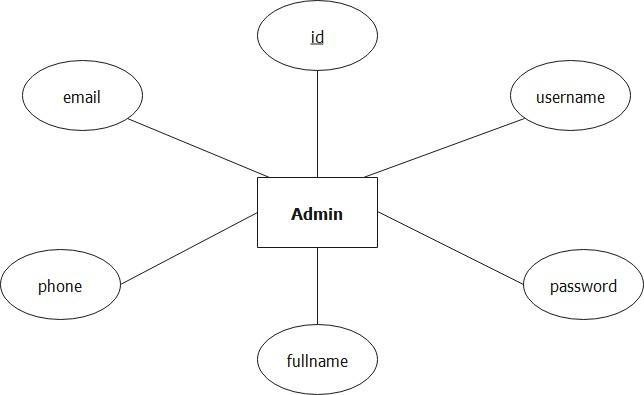 id
email
username
Admin
phone
password
fullname